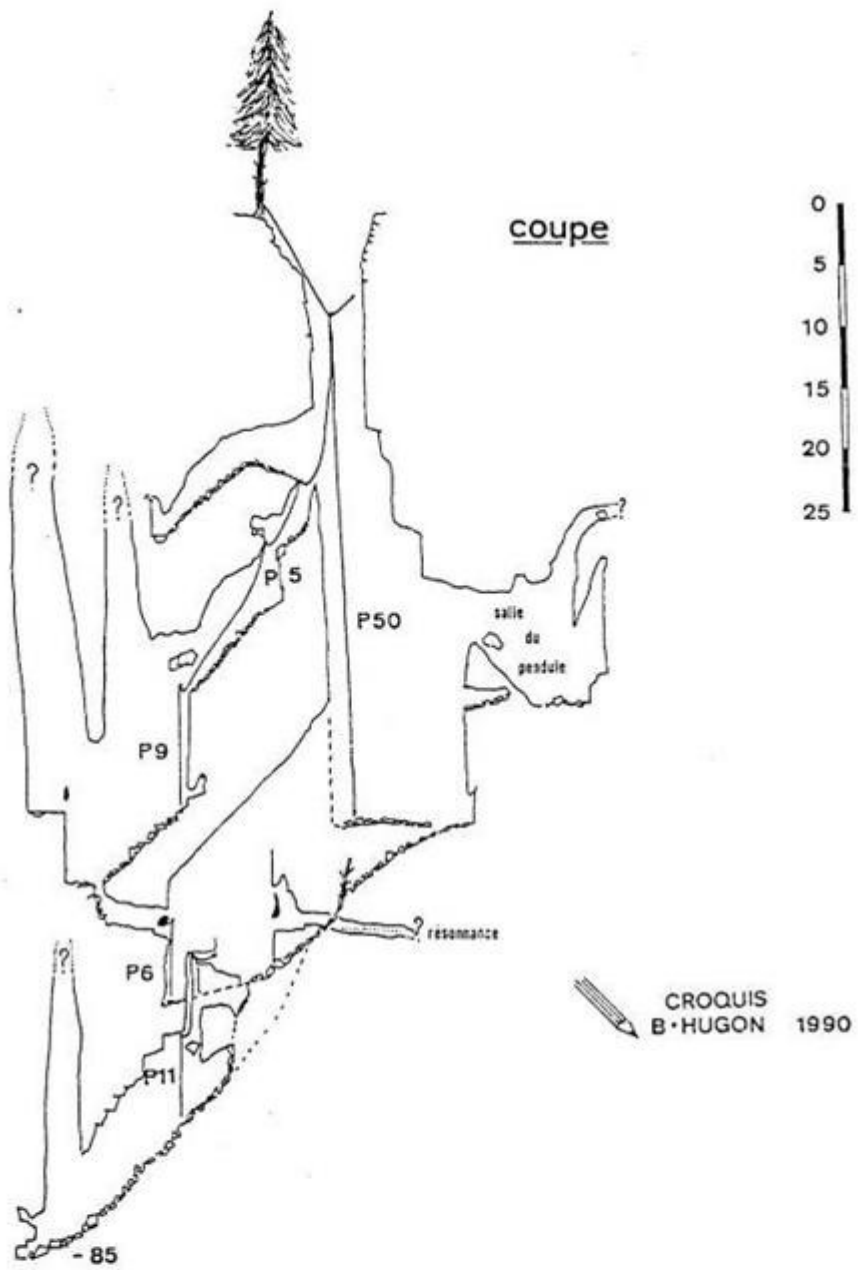 coupe
0
5
10
15
20
25
?
?
?
P 5
P50
salle
du
pendule
P9
? résonnance
?
P6
CROQUIS
B·HUGON 1990
P11
-85